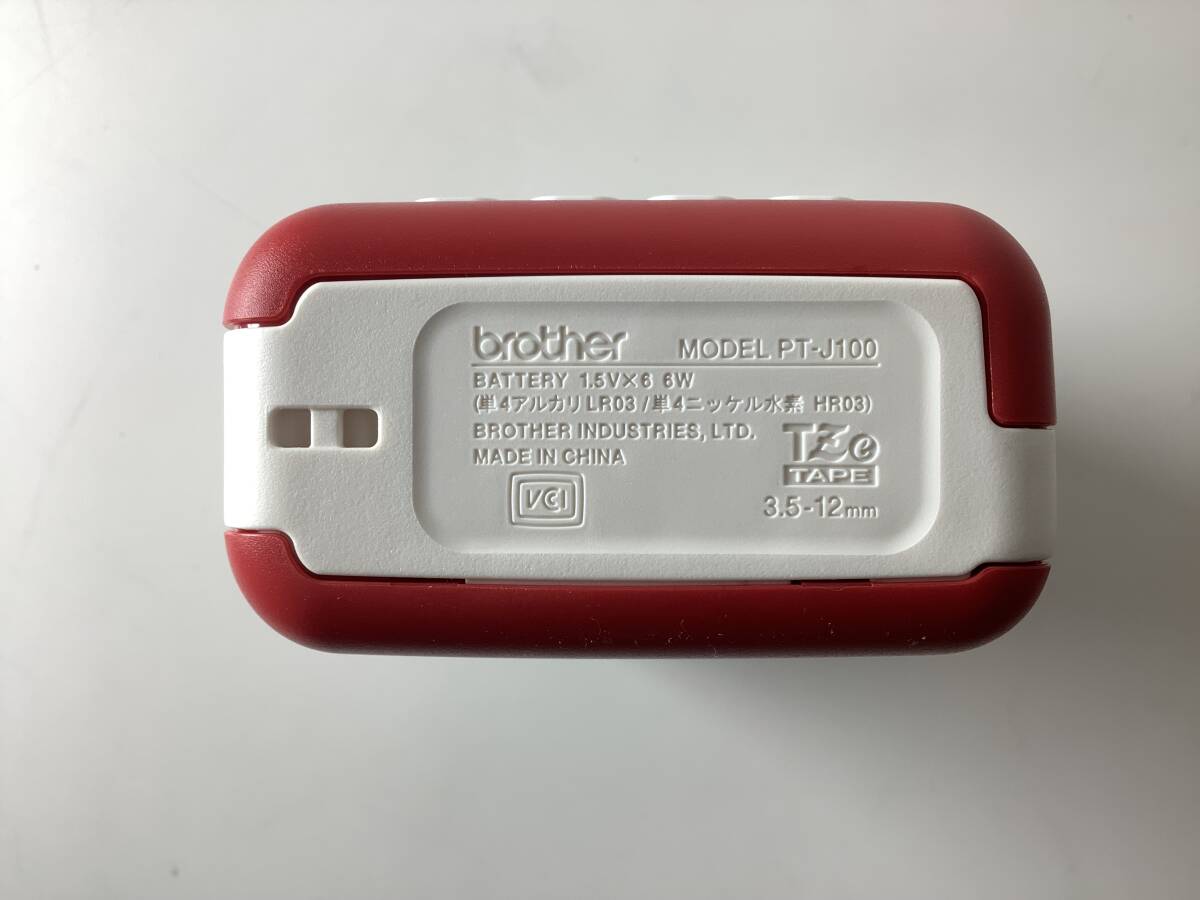 brother MODEL PT-J100
BATTERY 1.5V×6 6W
(単4アルカリ LR03 / 単4ニッケル水素 HR03)
BROTHER INDUSTRIES, LTD.
MADE IN CHINA
VCI
TZe
TAPE
3.5-12mm